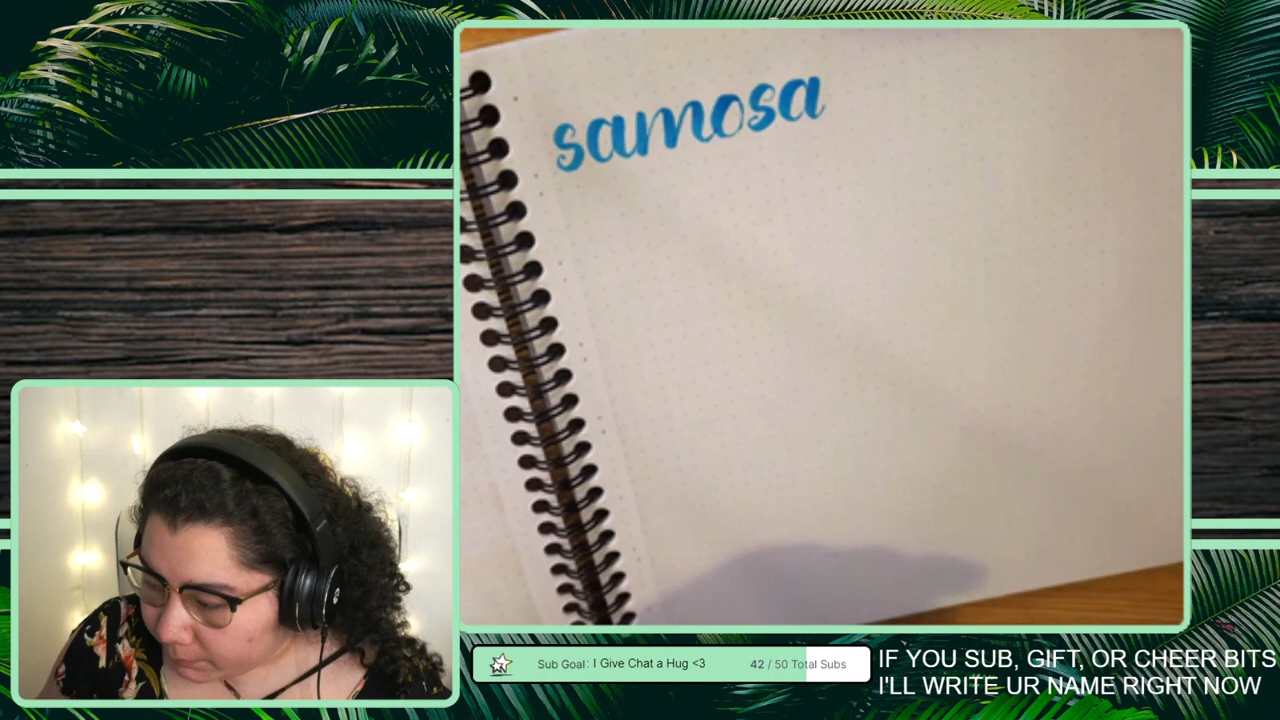 samosa
Sub Goal: I Give Chat a Hug <3 42 / 50 Total Subs
IF YOU SUB, GIFT, OR CHEER BITS
I'LL WRITE UR NAME RIGHT NOW